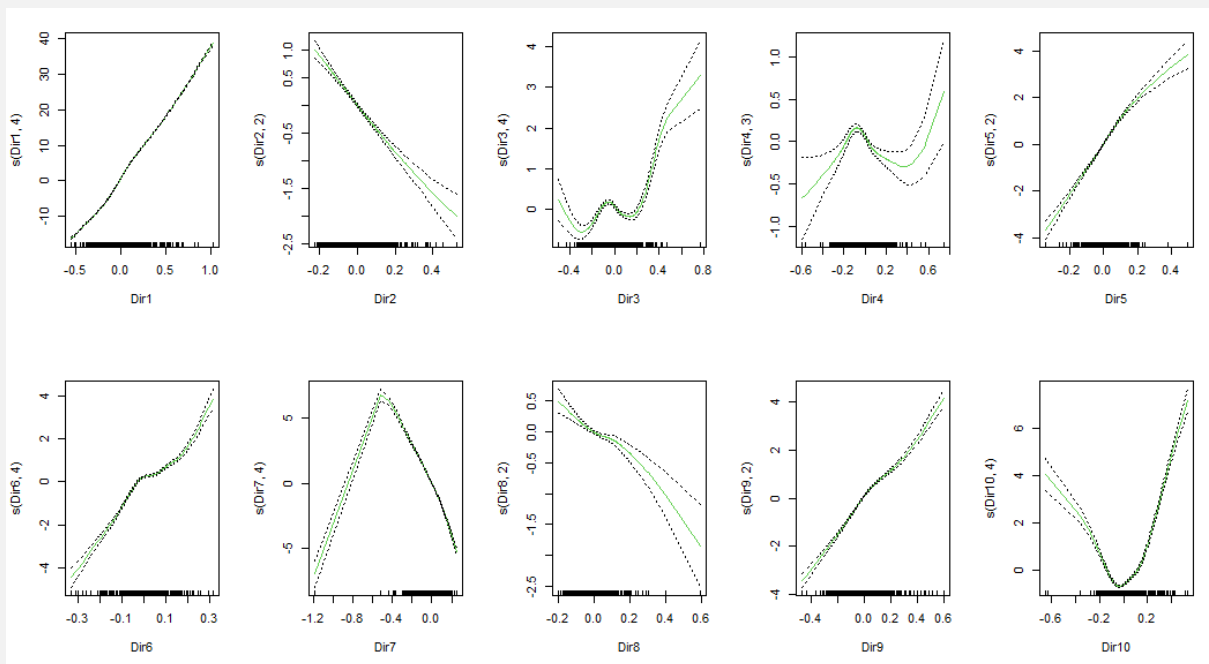 s(Dir1, 4)
40
30
20
10
0
-10
-0.5 0.0 0.5 1.0
Dir1
s(Dir2, 2)
1.0
0.5
-0.5
-1.5
-2.5
-0.2 0.0 0.2 0.4
Dir2
s(Dir3, 4)
4
3
2
1
0
-0.4 0.0 0.4 0.8
Dir3
s(Dir4, 3)
1.0
0.5
0.0
-0.5
-1.0
-0.6 -0.2 0.2 0.6
Dir4
s(Dir5, 2)
4
2
0
-2
-4
-0.2 0.0 0.2 0.4
Dir5
s(Dir6, 4)
4
2
0
-2
-4
-0.3 -0.1 0.1 0.3
Dir6
s(Dir7, 4)
5
0
-5
-1.2 -0.8 -0.4 0.0
Dir7
s(Dir8, 2)
0.5
-0.5
-1.5
-2.5
-0.2 0.0 0.2 0.4 0.6
Dir8
s(Dir9, 2)
4
2
0
-2
-4
-0.4 0.0 0.2 0.4 0.6
Dir9
s(Dir10, 4)
6
4
2
0
-0.6 -0.2 0.2
Dir10